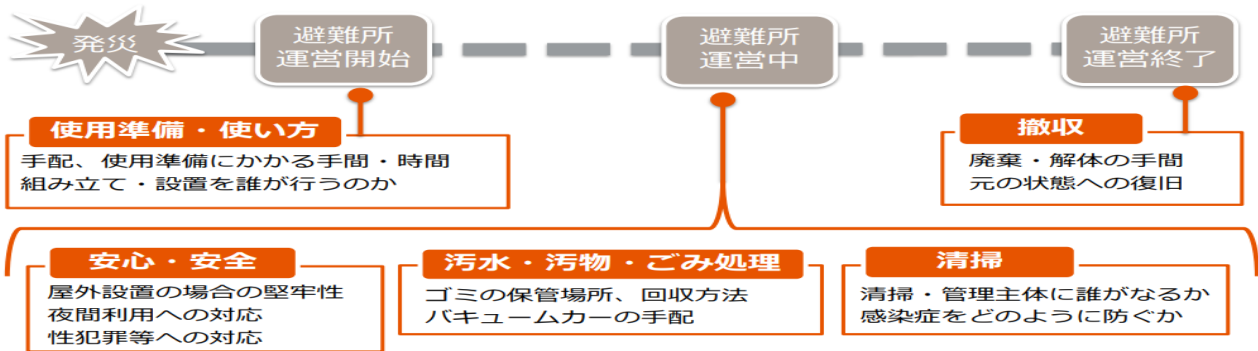 発災
避難所
運営開始
避難所
運営中
避難所
運営終了
使用準備・使い方
手配、使用準備にかかる手間・時間
組み立て・設置を誰が行うのか
撤収
廃棄・解体の手間
元の状態への復旧
安心・安全
屋外設置の場合の堅牢性
夜間利用への対応
性犯罪等への対応
汚水・汚物・ごみ処理
ゴミの保管場所、回収方法
バキュームカーの手配
清掃
清掃・管理主体に誰がなるか
感染症をどのように防ぐか